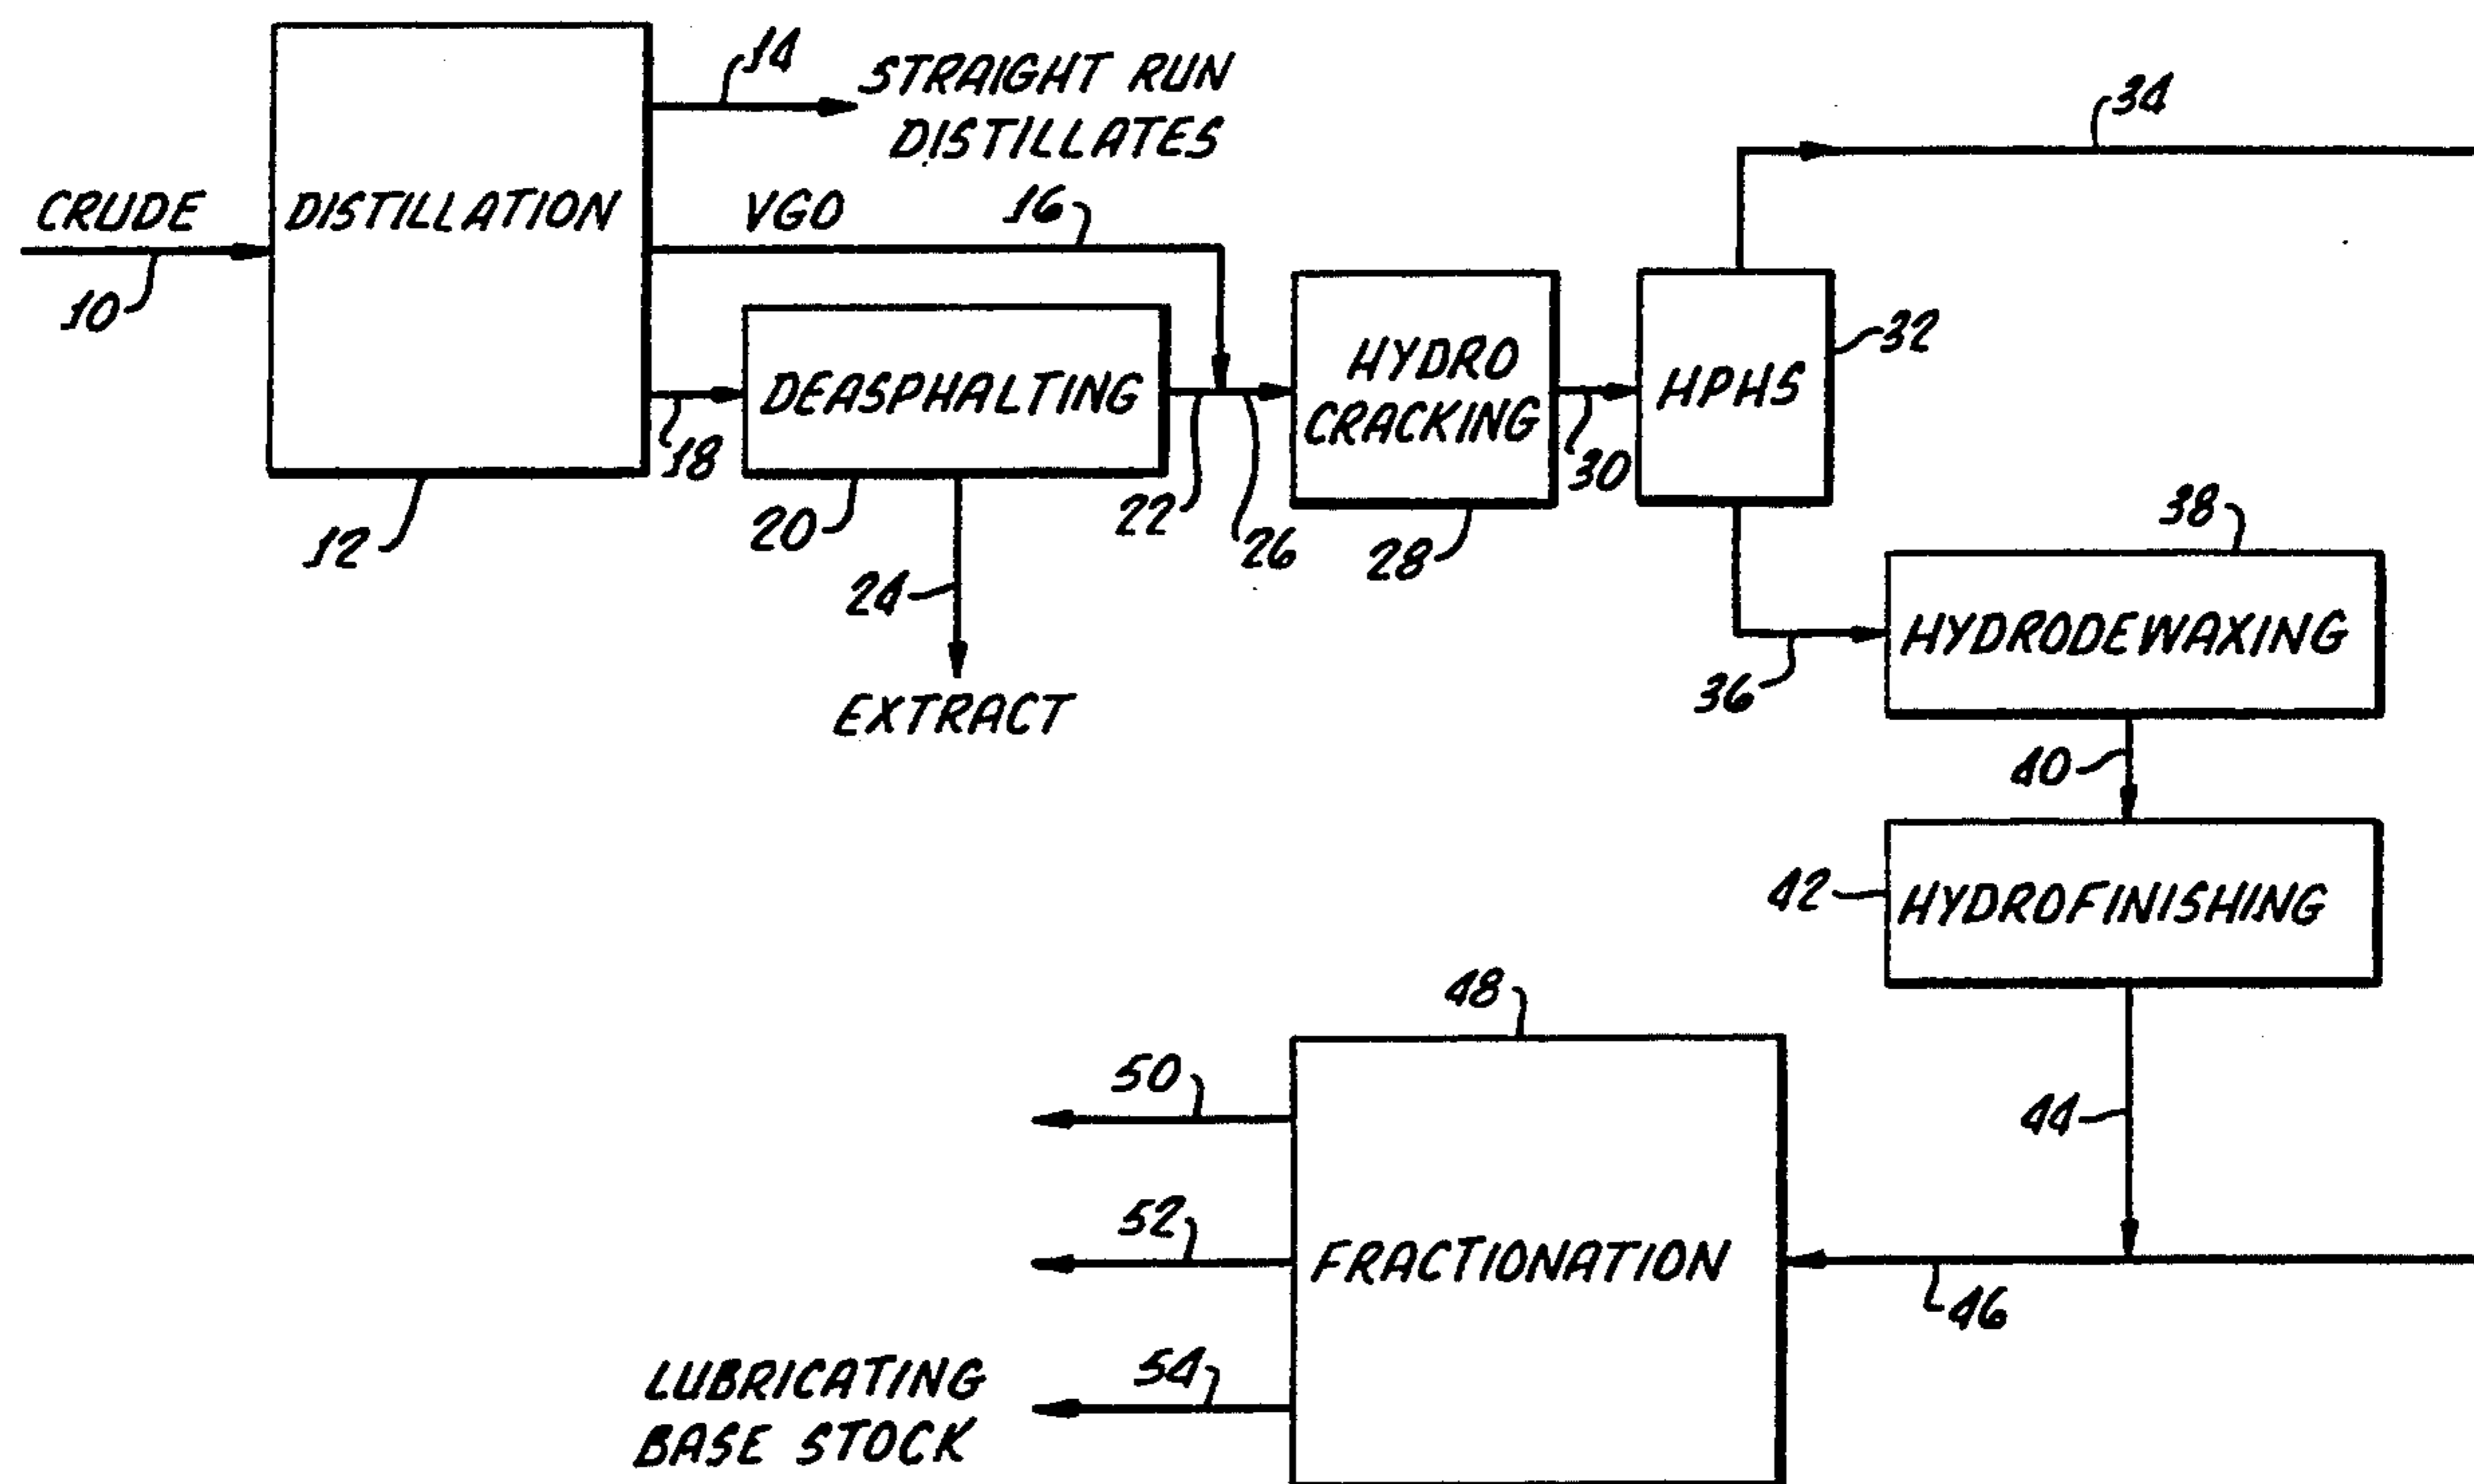 14
STRAIGHT RUN
DISTILLATES
34
CRUDE
DISTILLATION
VGO
16
10
32
HYDRO
CRACKING
HPHS
DEASPHALTING
18
30
12
20
22
26
28
38
24
HYDRODEWAXING
36
EXTRACT
40
42
HYDROFINISHING
48
50
44
52
FRACTIONATION
46
54
LUBRICATING
BASE STOCK